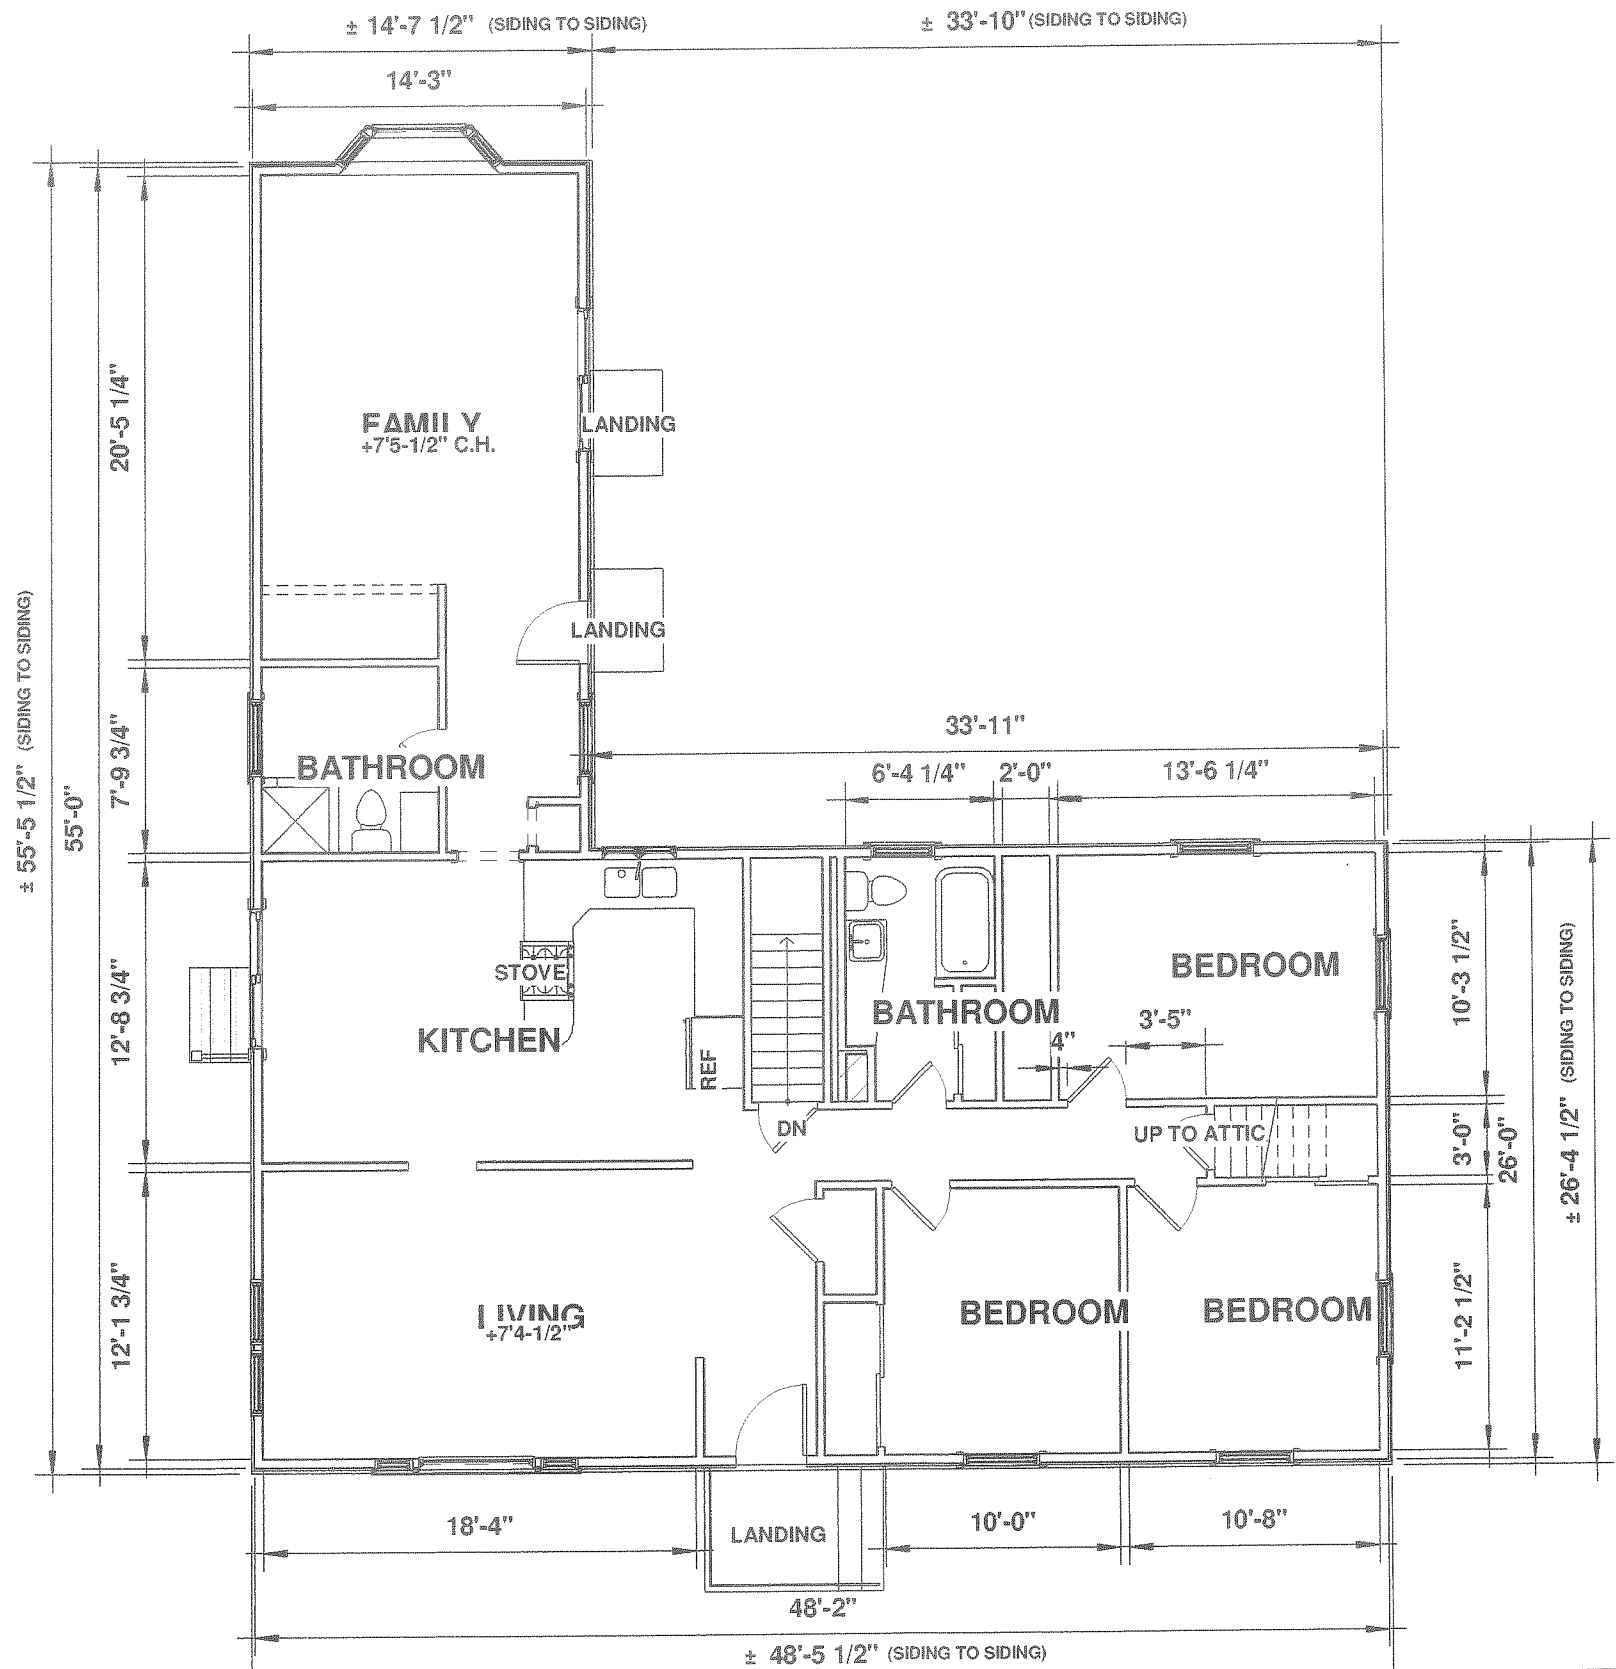 ± 14'-7 1/2" (SIDING TO SIDING)
± 33'-10" (SIDING TO SIDING)
14'-3"
20'-5 1/4"
FAMILY
+7'5-1/2" C.H.
LANDING
LANDING
± 55'-5 1/2" (SIDING TO SIDING)
55'-0"
7'-9 3/4"
BATHROOM
33'-11"
6'-4 1/4"
2'-0"
13'-6 1/4"
12'-8 3/4"
STOVE
KITCHEN
REF
DN
BATHROOM
BEDROOM
4"
3'-5"
UP TO ATTIC
10'-3 1/2"
3'-0"
26'-0"
± 26'-4 1/2" (SIDING TO SIDING)
12'-1 3/4"
LIVING
+7'4-1/2"
BEDROOM
BEDROOM
11'-2 1/2"
18'-4"
LANDING
10'-0"
10'-8"
48'-2"
± 48'-5 1/2" (SIDING TO SIDING)